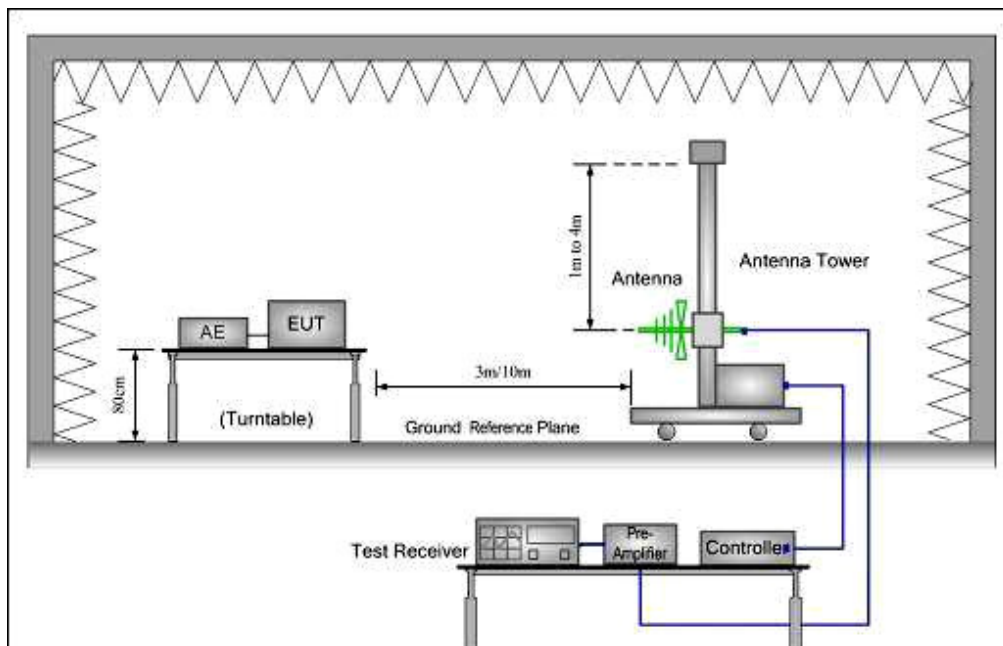 1m to 4m
Antenna
Antenna Tower
AE
EUT
80cm
(Turntable)
3m/10m
Ground Reference Plane
Test Receiver
Pre-
Amplifier
Controller